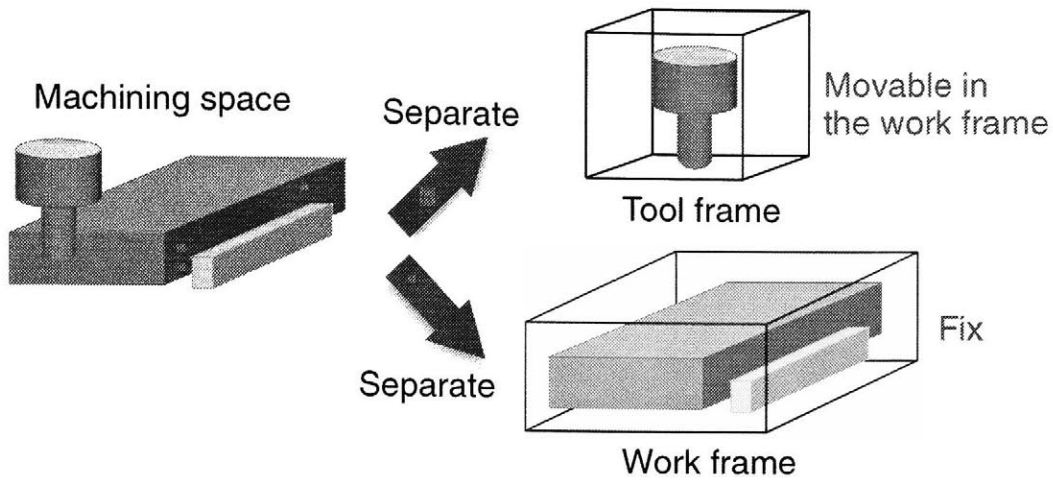 Machining space
Separate
Movable in
the work frame
Tool frame
Separate
Fix
Work frame